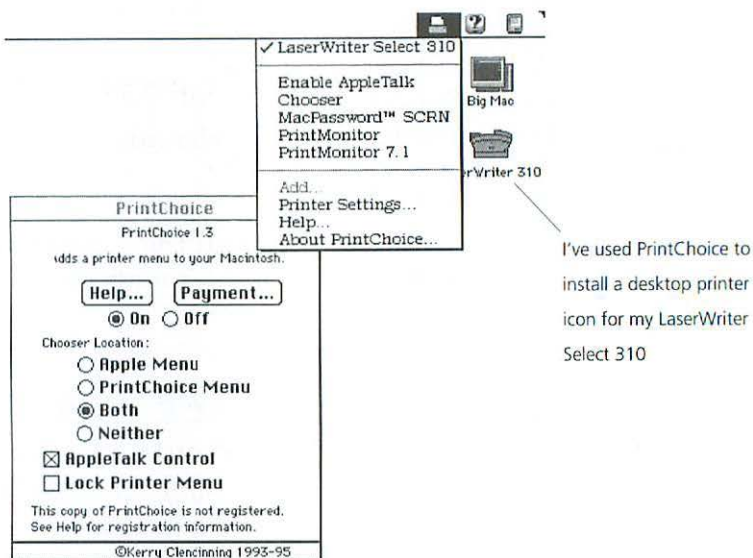 ✓ LaserWriter Select 310
Enable AppleTalk
Chooser
MacPassword™ SCRN
PrintMonitor
PrintMonitor 7.1
Add...
Printer Settings...
Help...
About PrintChoice...
Big Mac
erWriter 310
PrintChoice
PrintChoice 1.3
Adds a printer menu to your Macintosh.
Help... Payment...
On Off
Chooser Location:
Apple Menu
PrintChoice Menu
Both
Neither
AppleTalk Control
Lock Printer Menu
This copy of PrintChoice is not registered.
See Help for registration information.
©Kerry Clencinning 1993-95
I've used PrintChoice to
install a desktop printer
icon for my LaserWriter
Select 310